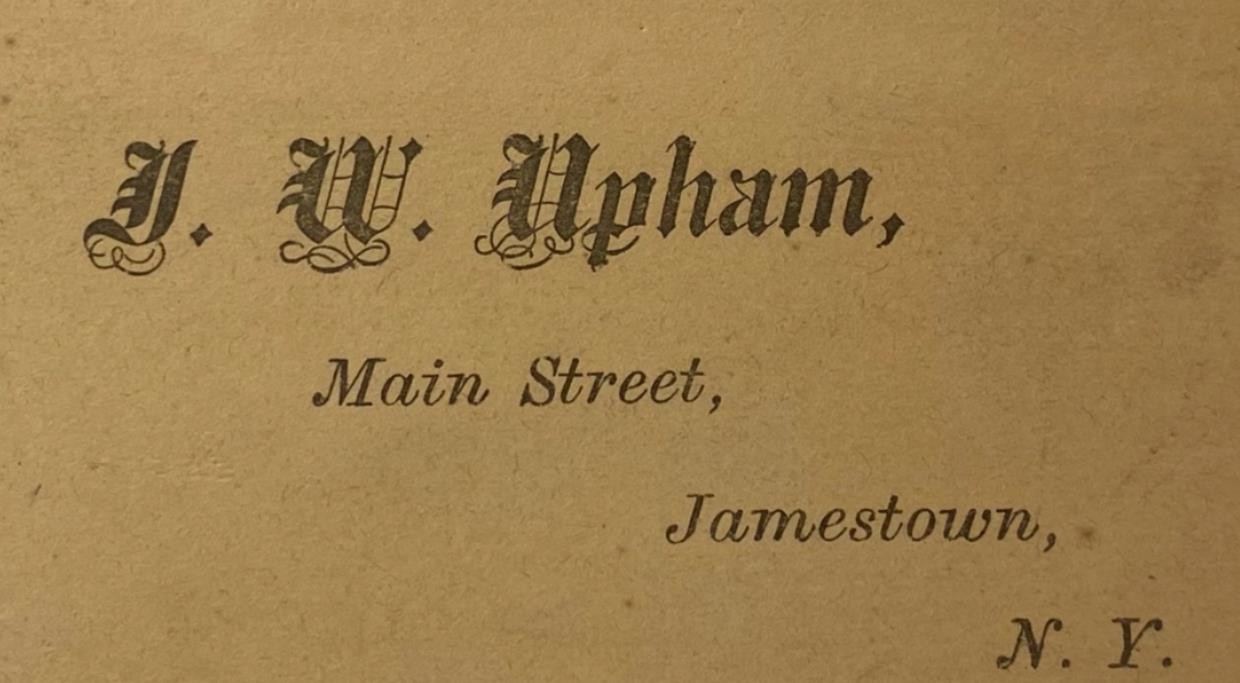 J. W. Upham,
Main Street,
Jamestown,
N. Y.